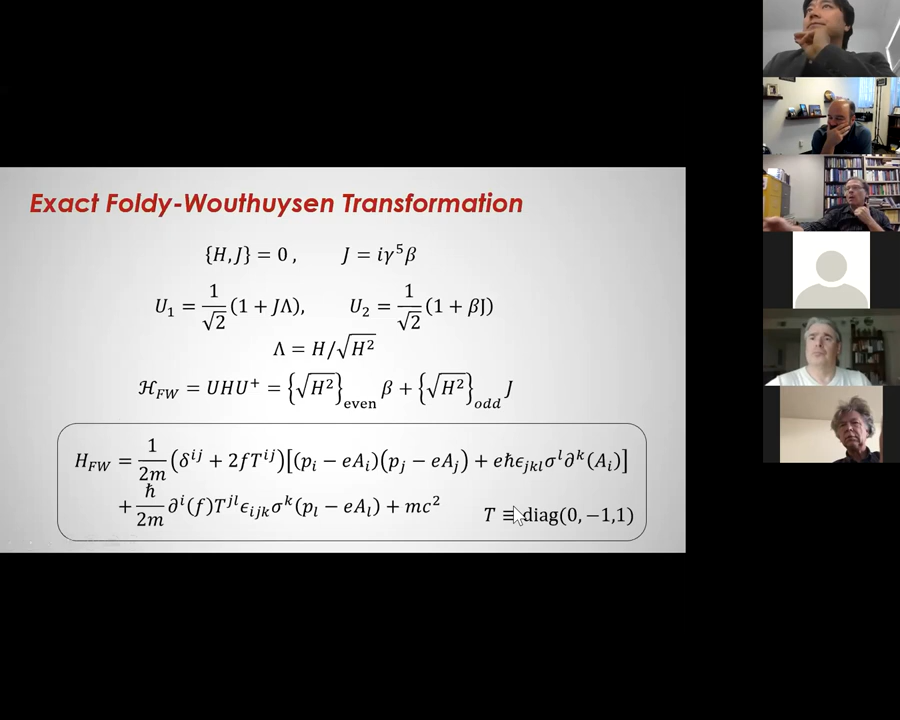 Exact Foldy-Wouthuysen Transformation
{H, J} = 0 , J = iγ⁵β
U₁ = 1/√2 (1 + JΛ), U₂ = 1/√2 (1 + βJ)
Λ = H/√H²
ℋ_FW = UHU⁺ = {√H²}_even β + {√H²}_odd J
H_FW = 1/2m (δ^ij + 2fT^ij)[(p_i − eA_i)(p_j − eA_j) + eħϵ_jkl σ^l ∂^k(A_i)]
+ ħ/2m ∂^i(f)T^jl ϵ_ijk σ^k(p_l − eA_l) + mc²
T ≡ diag(0, −1,1)